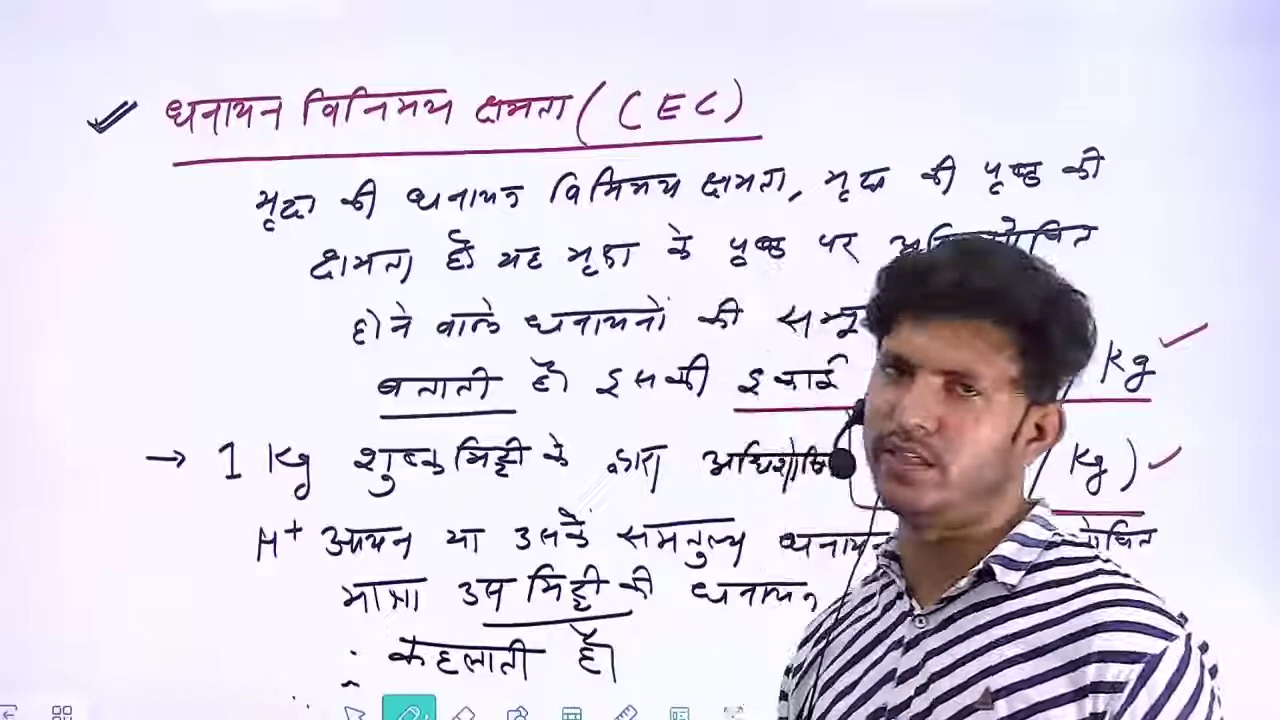 धनायन विनिमय क्षमता (CEC)
मृदा की धनायन विनिमय क्षमता, मृदा की पृष्ठ की
क्षमता है। यह मृदा के पृष्ठ पर
होने वाले धनायनों की
बताती है। इसकी इकाई Kg
→ 1 Kg शुष्क मिट्टी के द्वारा Kg)
H+ आयन या उसके समतुल्य
मात्रा उस मिट्टी की धनायन
कहलाती है।